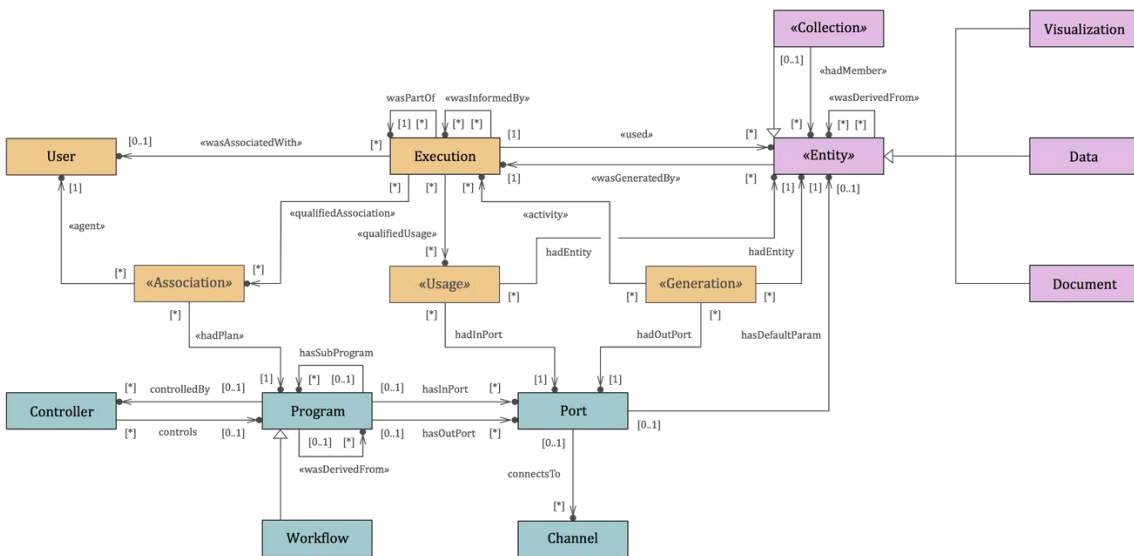 «Collection»
Visualization
[0..1]
«hadMember»
wasPartOf
«wasInformedBy»
«wasDerivedFrom»
[1] [*]
[*] [*]
[*]
[*] [*]
[0..1]
«wasAssociatedWith»
[*]
[1]
«used»
[*]
User
Execution
«Entity»
Data
[1]
[*]
[*]
[*]
[1]
«wasGeneratedBy»
[*]
[1]
[1]
[0..1]
«agent»
«qualifiedAssociation»
«activity»
«qualifiedUsage»
[*]
hadEntity
hadEntity
[*]
[*]
«Association»
«Usage»
«Generation»
Document
[*]
[*]
[*]
[*]
[*]
[*]
«hadPlan»
hadInPort
hadOutPort
hasDefaultParam
hasSubProgram
[*]
controlledBy
[0..1]
[1]
[*]
[0..1]
[0..1]
hasInPort
[*]
[1]
[1]
Controller
Program
Port
[*]
controls
[0..1]
[0..1]
[*]
[0..1]
hasOutPort
[*]
[0..1]
[0..1]
«wasDerivedFrom»
connectsTo
[*]
Workflow
Channel